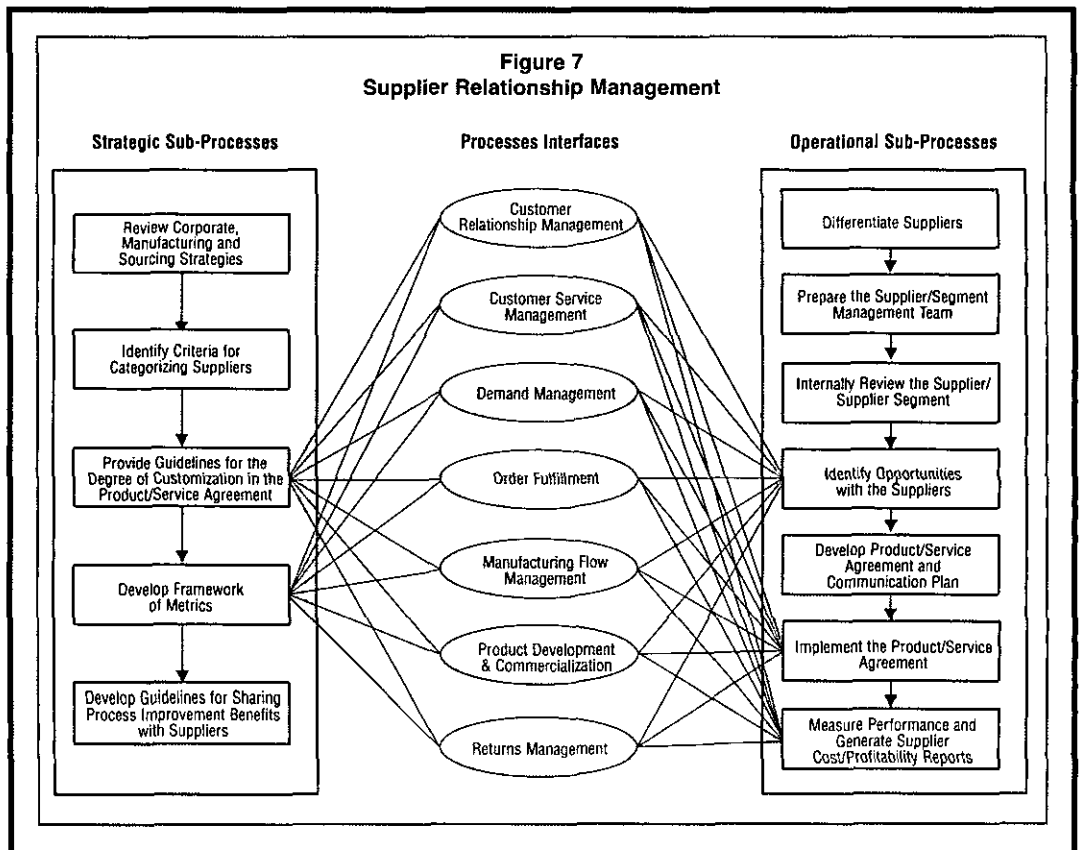 Figure 7
Supplier Relationship Management
Strategic Sub-Processes
Review Corporate,
Manufacturing and
Sourcing Strategies
Identify Criteria for
Categorizing Suppliers
Provide Guidelines for the
Degree of Customization in the
Product/Service Agreement
Develop Framework
of Metrics
Develop Guidelines for Sharing
Process Improvement Benefits
with Suppliers
Processes Interfaces
Customer
Relationship Management
Customer Service
Management
Demand Management
Order Fulfillment
Manufacturing Flow
Management
Product Development
& Commercialization
Returns Management
Operational Sub-Processes
Differentiate Suppliers
Prepare the Supplier/Segment
Management Team
Internally Review the Supplier/
Supplier Segment
Identify Opportunities
with the Suppliers
Develop Product/Service
Agreement and
Communication Plan
Implement the Product/Service
Agreement
Measure Performance and
Generate Supplier
Cost/Profitability Reports